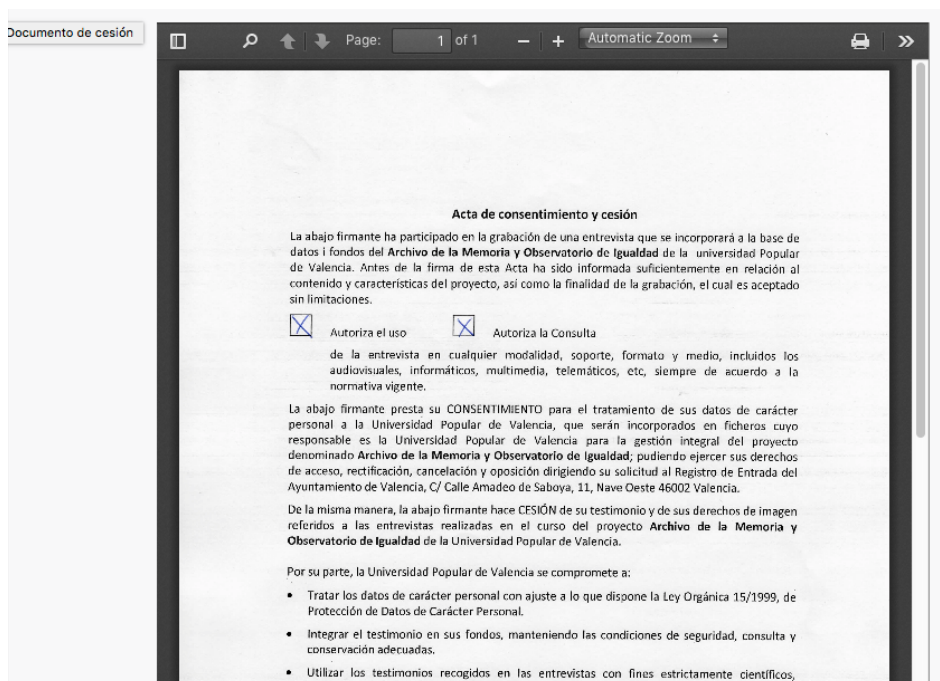 Documento de cesión
Page: 1 of 1
Automatic Zoom
Acta de consentimiento y cesión
La abajo firmante ha participado en la grabación de una entrevista que se incorporará a la base de
datos i fondos del Archivo de la Memoria y Observatorio de Igualdad de la universidad Popular
de Valencia. Antes de la firma de esta Acta ha sido informada suficientemente en relación al
contenido y características del proyecto, así como la finalidad de la grabación, el cual es aceptado
sin limitaciones.
Autoriza el uso Autoriza la Consulta
de la entrevista en cualquier modalidad, soporte, formato y medio, incluidos los
audiovisuales, informáticos, multimedia, telemáticos, etc, siempre de acuerdo a la
normativa vigente.
La abajo firmante presta su CONSENTIMIENTO para el tratamiento de sus datos de carácter
personal a la Universidad Popular de Valencia, que serán incorporados en ficheros cuyo
responsable es la Universidad Popular de Valencia para la gestión integral del proyecto
denominado Archivo de la Memoria y Observatorio de Igualdad; pudiendo ejercer sus derechos
de acceso, rectificación, cancelación y oposición dirigiendo su solicitud al Registro de Entrada del
Ayuntamiento de Valencia, C/ Calle Amadeo de Saboya, 11, Nave Oeste 46002 Valencia.
De la misma manera, la abajo firmante hace CESIÓN de su testimonio y de sus derechos de imagen
referidos a las entrevistas realizadas en el curso del proyecto Archivo de la Memoria y
Observatorio de Igualdad de la Universidad Popular de Valencia.
Por su parte, la Universidad Popular de Valencia se compromete a:
• Tratar los datos de carácter personal con ajuste a lo que dispone la Ley Orgánica 15/1999, de
Protección de Datos de Carácter Personal.
• Integrar el testimonio en sus fondos, manteniendo las condiciones de seguridad, consulta y
conservación adecuadas.
• Utilizar los testimonios recogidos en las entrevistas con fines estrictamente científicos,